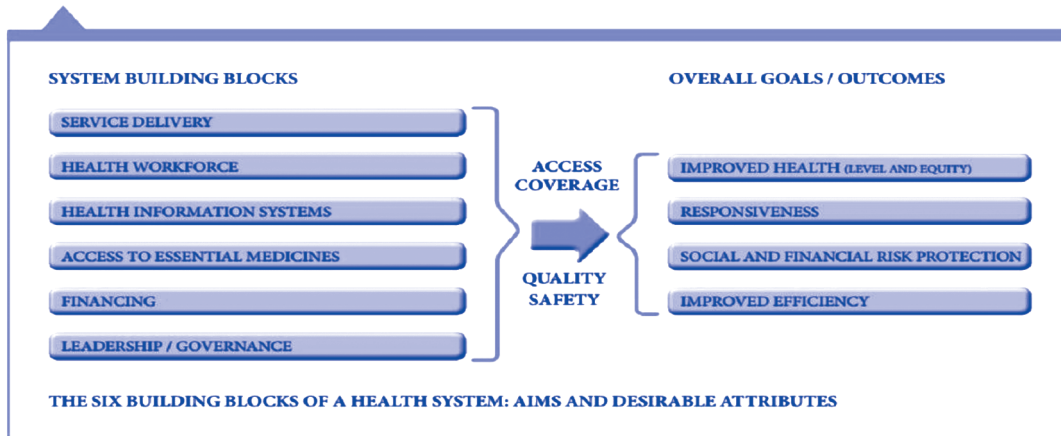 SYSTEM BUILDING BLOCKS
SERVICE DELIVERY
HEALTH WORKFORCE
HEALTH INFORMATION SYSTEMS
ACCESS TO ESSENTIAL MEDICINES
FINANCING
LEADERSHIP / GOVERNANCE
ACCESS
COVERAGE
QUALITY
SAFETY
OVERALL GOALS / OUTCOMES
IMPROVED HEALTH (LEVEL AND EQUITY)
RESPONSIVENESS
SOCIAL AND FINANCIAL RISK PROTECTION
IMPROVED EFFICIENCY
THE SIX BUILDING BLOCKS OF A HEALTH SYSTEM: AIMS AND DESIRABLE ATTRIBUTES